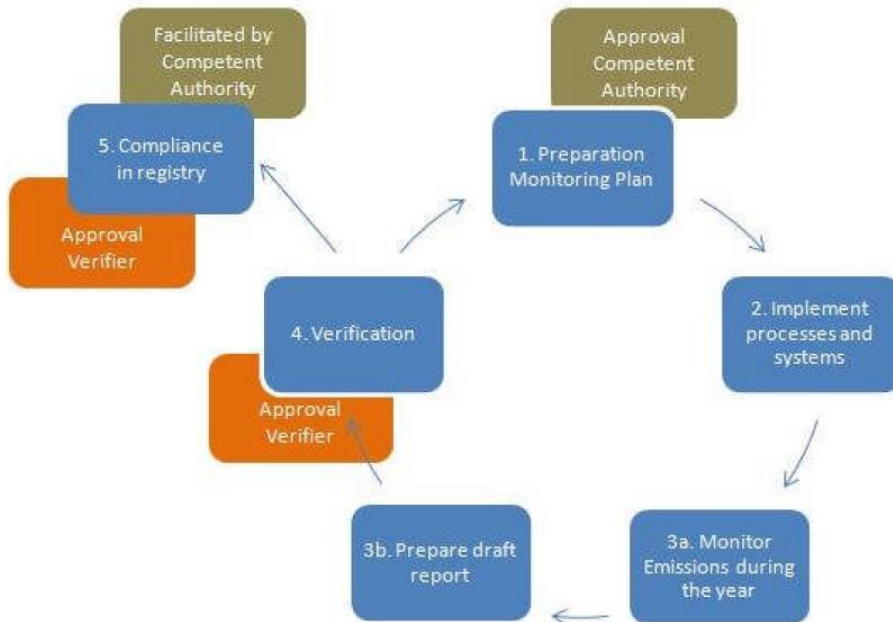 Facilitated by
Competent
Authority
5. Compliance
in registry
Approval
Verifier
Approval
Competent
Authority
1. Preparation
Monitoring Plan
2. Implement
processes and
systems
3a. Monitor
Emissions during
the year
3b. Prepare draft
report
4. Verification
Approval
Verifier